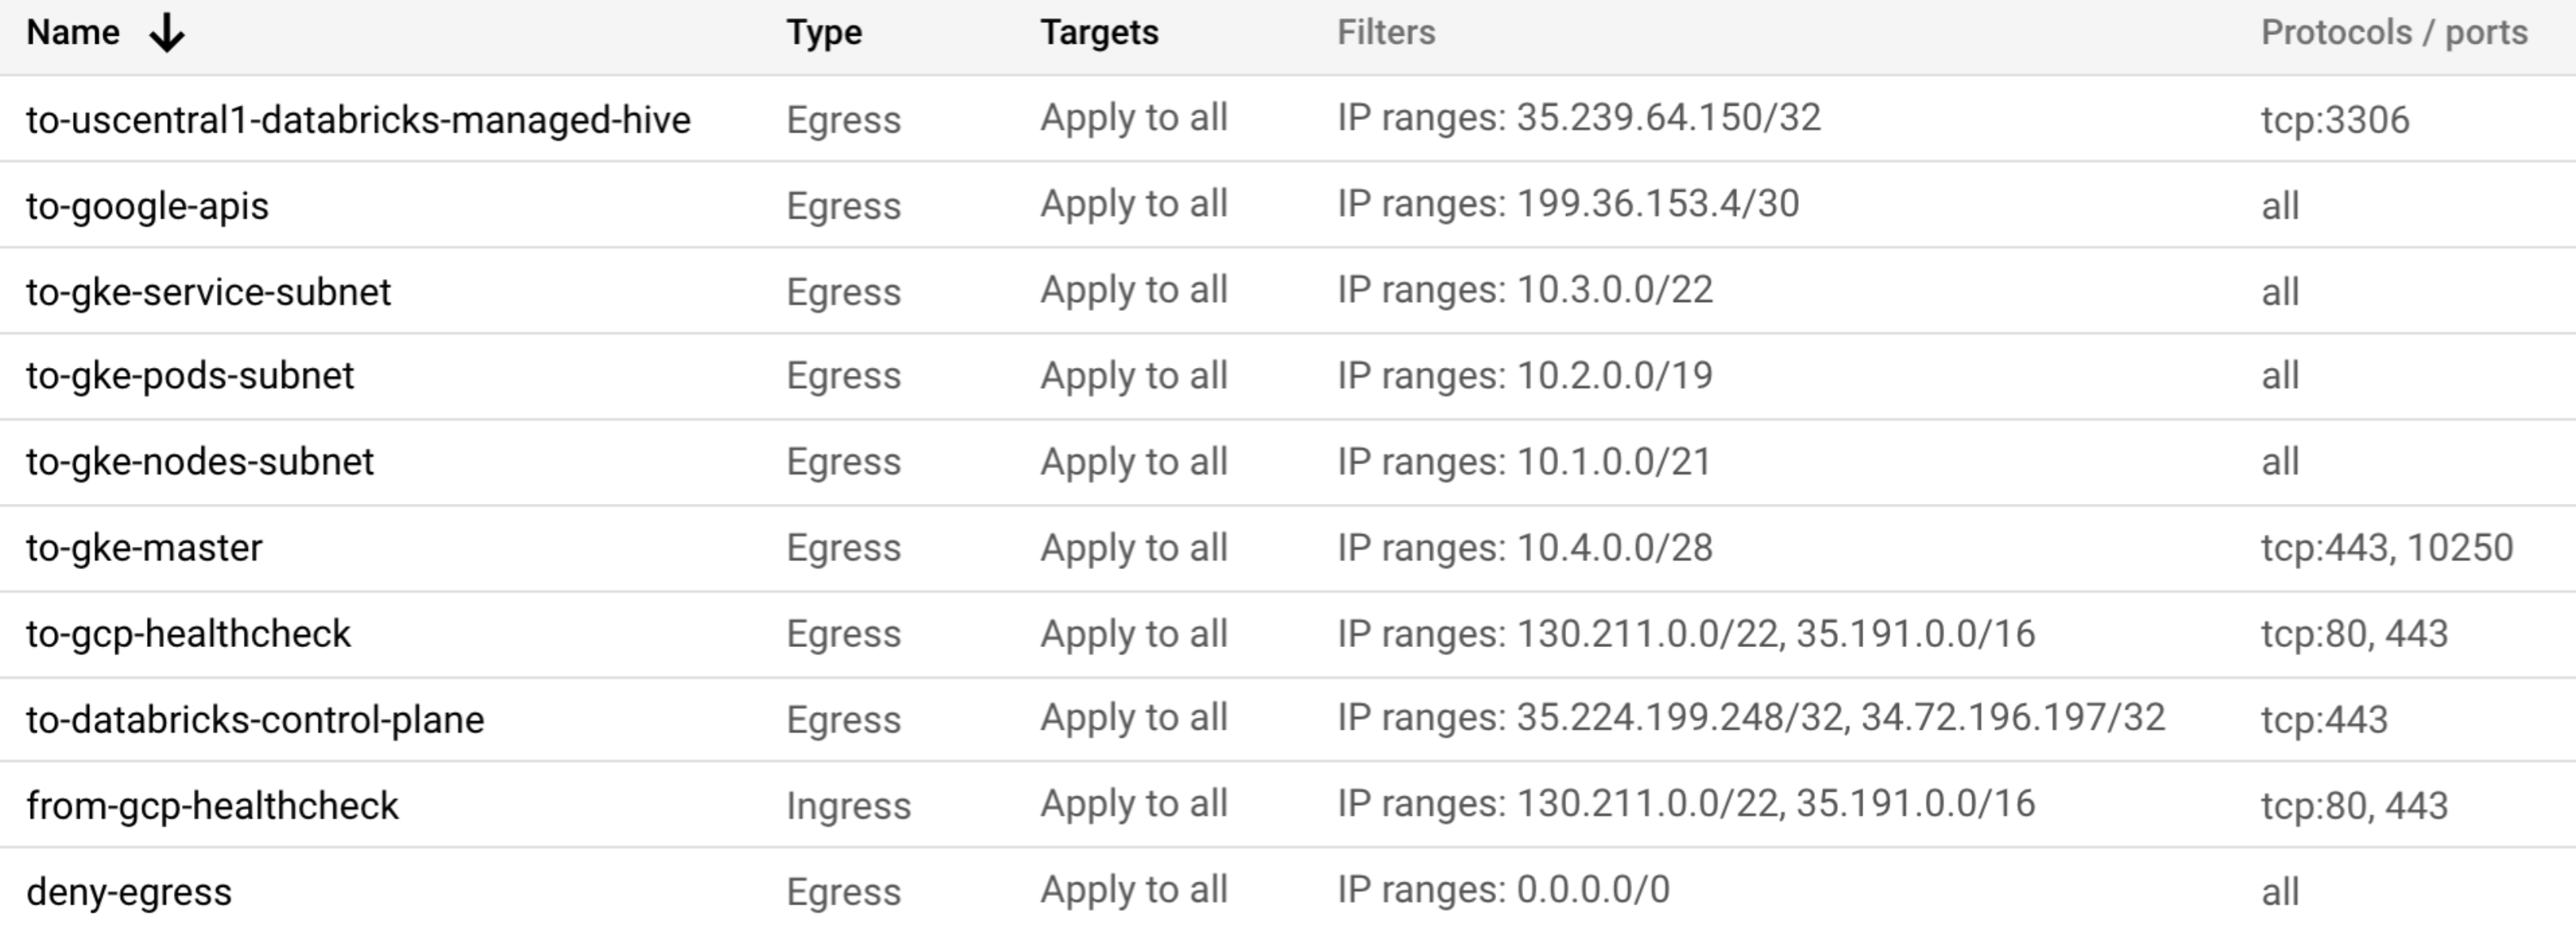 Name ↓ Type Targets Filters Protocols / ports
to-uscentral1-databricks-managed-hive Egress Apply to all IP ranges: 35.239.64.150/32 tcp:3306
to-google-apis Egress Apply to all IP ranges: 199.36.153.4/30 all
to-gke-service-subnet Egress Apply to all IP ranges: 10.3.0.0/22 all
to-gke-pods-subnet Egress Apply to all IP ranges: 10.2.0.0/19 all
to-gke-nodes-subnet Egress Apply to all IP ranges: 10.1.0.0/21 all
to-gke-master Egress Apply to all IP ranges: 10.4.0.0/28 tcp:443, 10250
to-gcp-healthcheck Egress Apply to all IP ranges: 130.211.0.0/22, 35.191.0.0/16 tcp:80, 443
to-databricks-control-plane Egress Apply to all IP ranges: 35.224.199.248/32, 34.72.196.197/32 tcp:443
from-gcp-healthcheck Ingress Apply to all IP ranges: 130.211.0.0/22, 35.191.0.0/16 tcp:80, 443
deny-egress Egress Apply to all IP ranges: 0.0.0.0/0 all